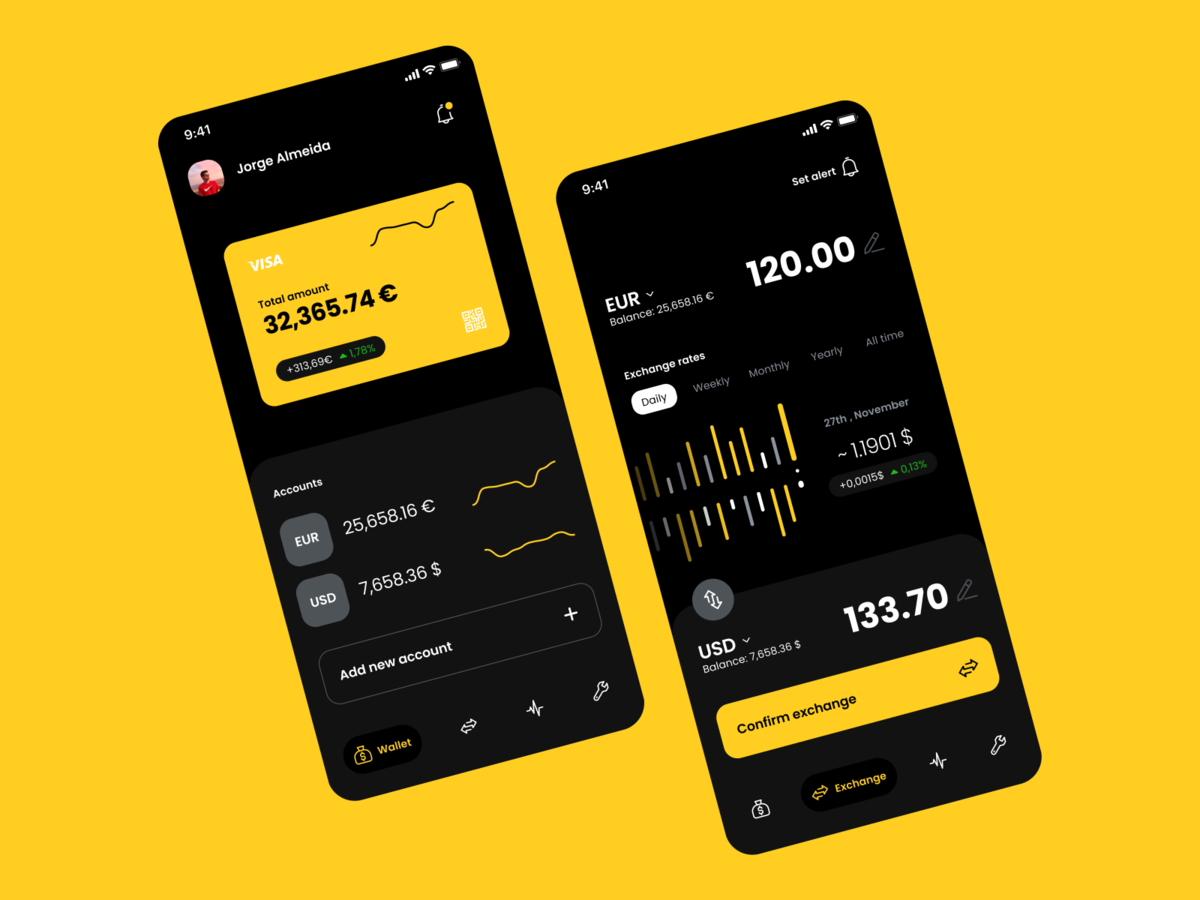 9:41
Jorge Almeida
VISA
Total amount
32,365.74 €
+313,69€ 1,78%
Accounts
EUR 25,658.16 €
USD 7,658.36 $
Add new account +
Wallet
9:41
Set alert
120.00
EUR
Balance: 25,658.16 €
Exchange rates
Daily Weekly Monthly Yearly All time
27th , November
~ 1.1901 $
+0,0015$ 0,13%
133.70
USD
Balance: 7,658.36 $
Confirm exchange
Exchange